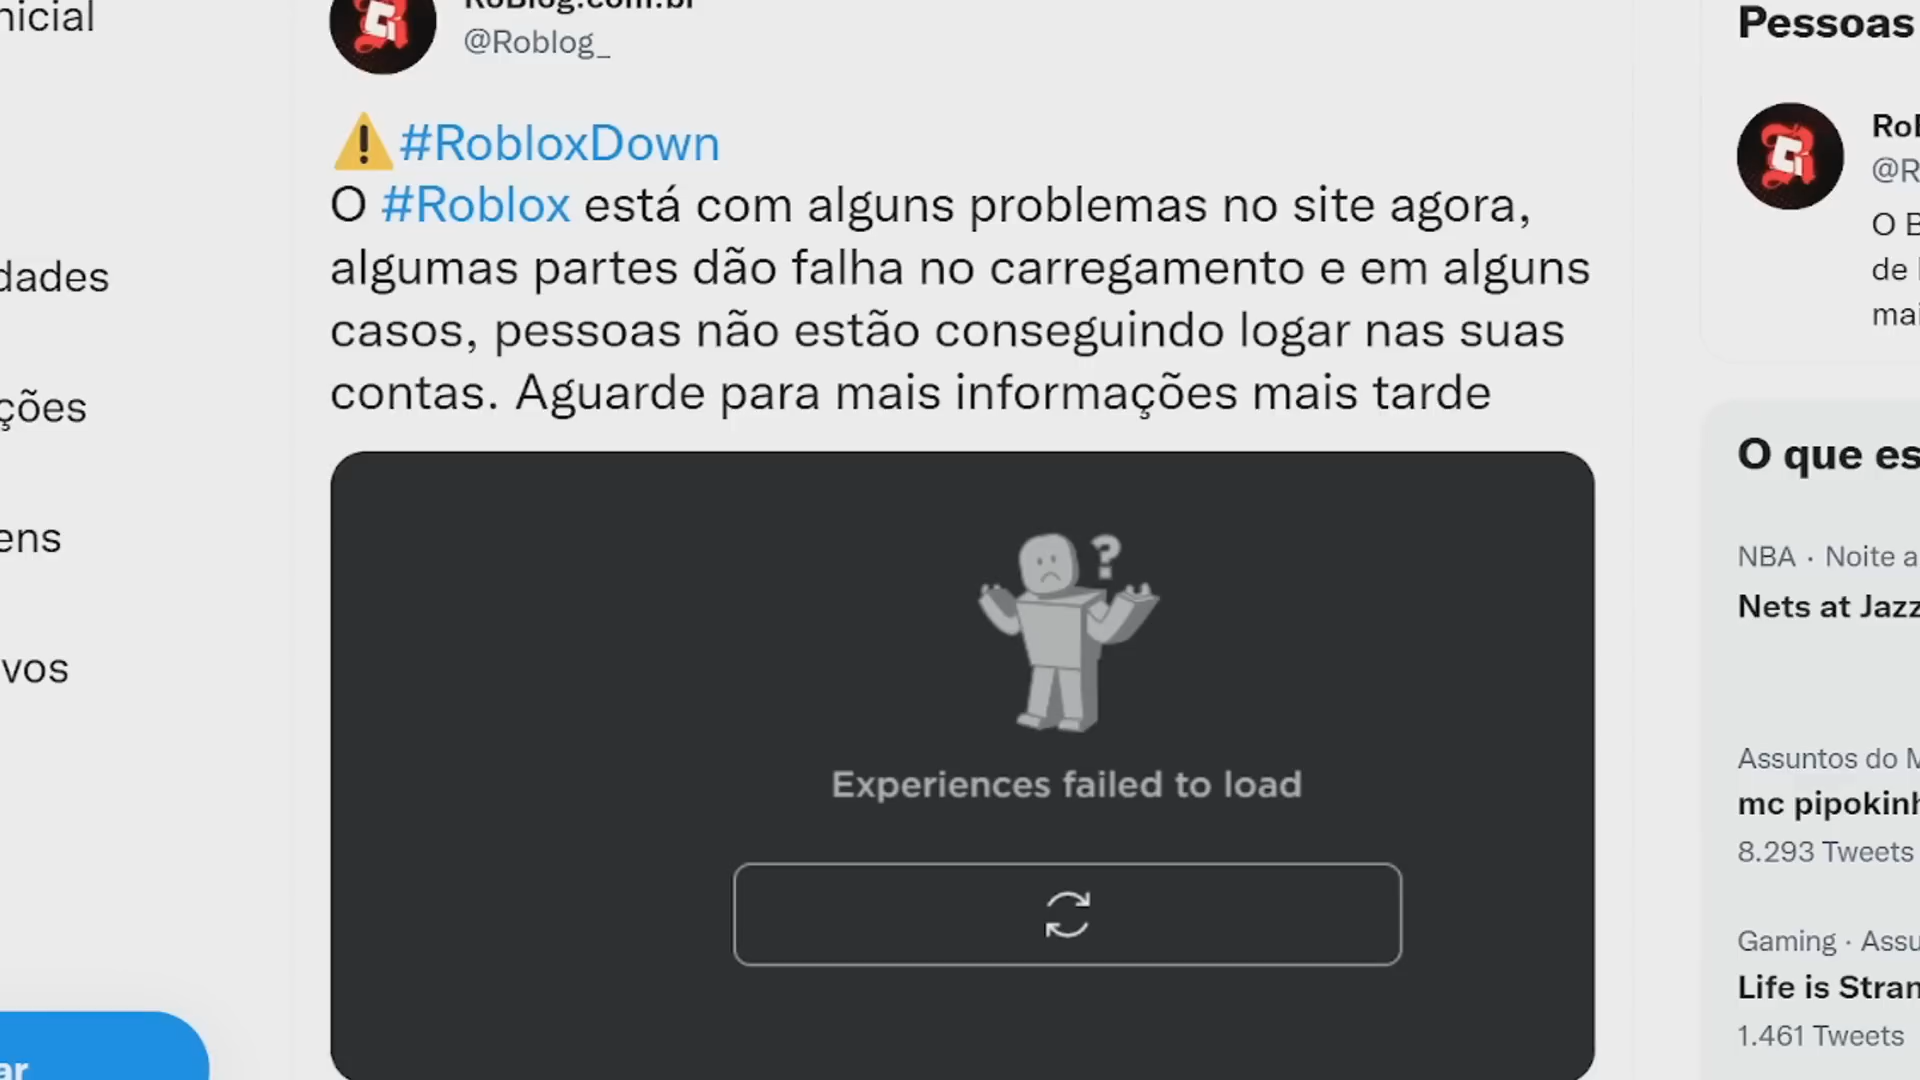 nicial
dades
ções
ens
vos
ar
RoBlog.com.br
@Roblog_
#RobloxDown
O #Roblox está com alguns problemas no site agora,
algumas partes dão falha no carregamento e em alguns
casos, pessoas não estão conseguindo logar nas suas
contas. Aguarde para mais informações mais tarde
?
Experiences failed to load
Pessoas
@R
de
mai
O que es
NBA · Noite a
Nets at Jazz
Assuntos do M
mc pipokinh
8.293 Tweets
Gaming · Assu
Life is Stran
1.461 Tweets